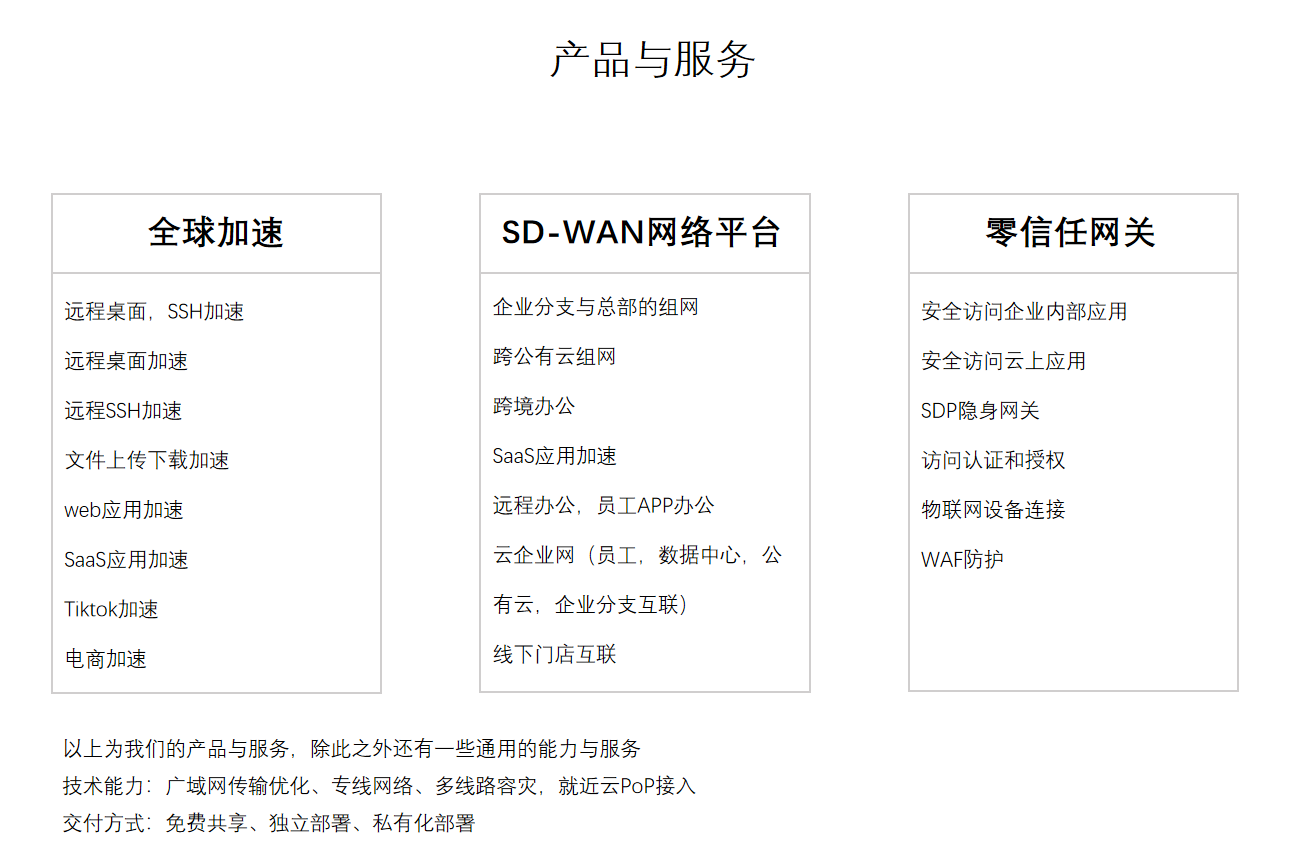 产品与服务
全球加速
远程桌面，SSH加速
远程桌面加速
远程SSH加速
文件上传下载加速
web应用加速
SaaS应用加速
Tiktok加速
电商加速
SD-WAN网络平台
企业分支与总部的组网
跨公有云组网
跨境办公
SaaS应用加速
远程办公，员工APP办公
云企业网（员工，数据中心，公
有云，企业分支互联）
线下门店互联
零信任网关
安全访问企业内部应用
安全访问云上应用
SDP隐身网关
访问认证和授权
物联网设备连接
WAF防护
以上为我们的产品与服务，除此之外还有一些通用的能力与服务
技术能力：广域网传输优化、专线网络、多线路容灾，就近云PoP接入
交付方式：免费共享、独立部署、私有化部署